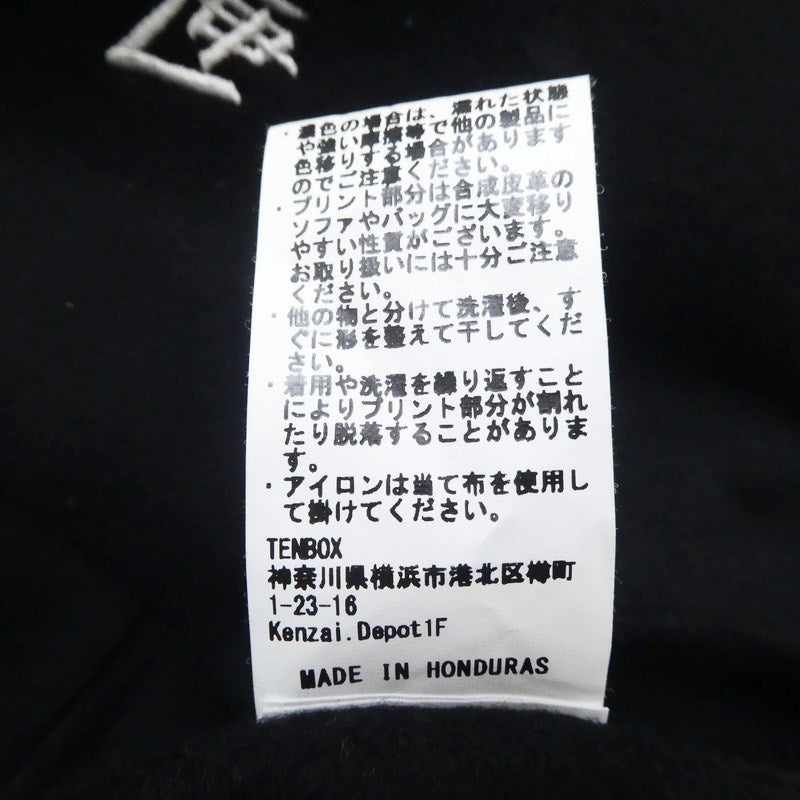 ・濃色の場合は、濡れた状態
や強い摩擦等で他の製品に
色移りする場合があります
のでご注意ください。
・プリント部分は合成皮革の
ソファやバッグに大変移り
やすい性質がございます。
お取り扱いには十分ご注意
ください。
・他の物と分けて洗濯後、す
ぐに形を整えて干してくだ
さい。
・着用や洗濯を繰り返すこと
によりプリント部分が割れ
たり脱落することがありま
す。
・アイロンは当て布を使用し
て掛けてください。
TENBOX
神奈川県横浜市港北区樽町
1-23-16
Kenzai.Depot1F
MADE IN HONDURAS